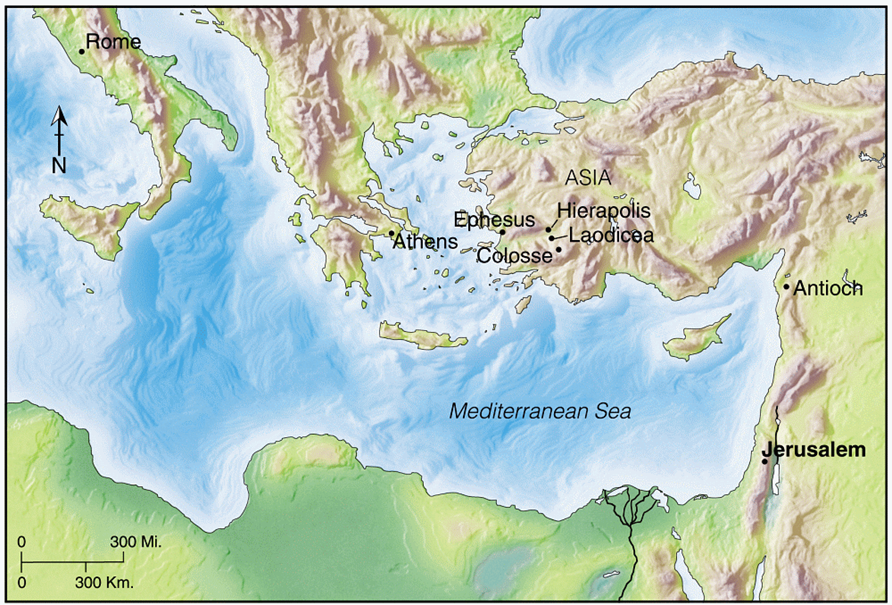 Rome
N
ASIA
Hierapolis
Ephesus
Laodicea
Athens
Colosse
Antioch
Mediterranean Sea
Jerusalem
0 300 Mi.
0 300 Km.